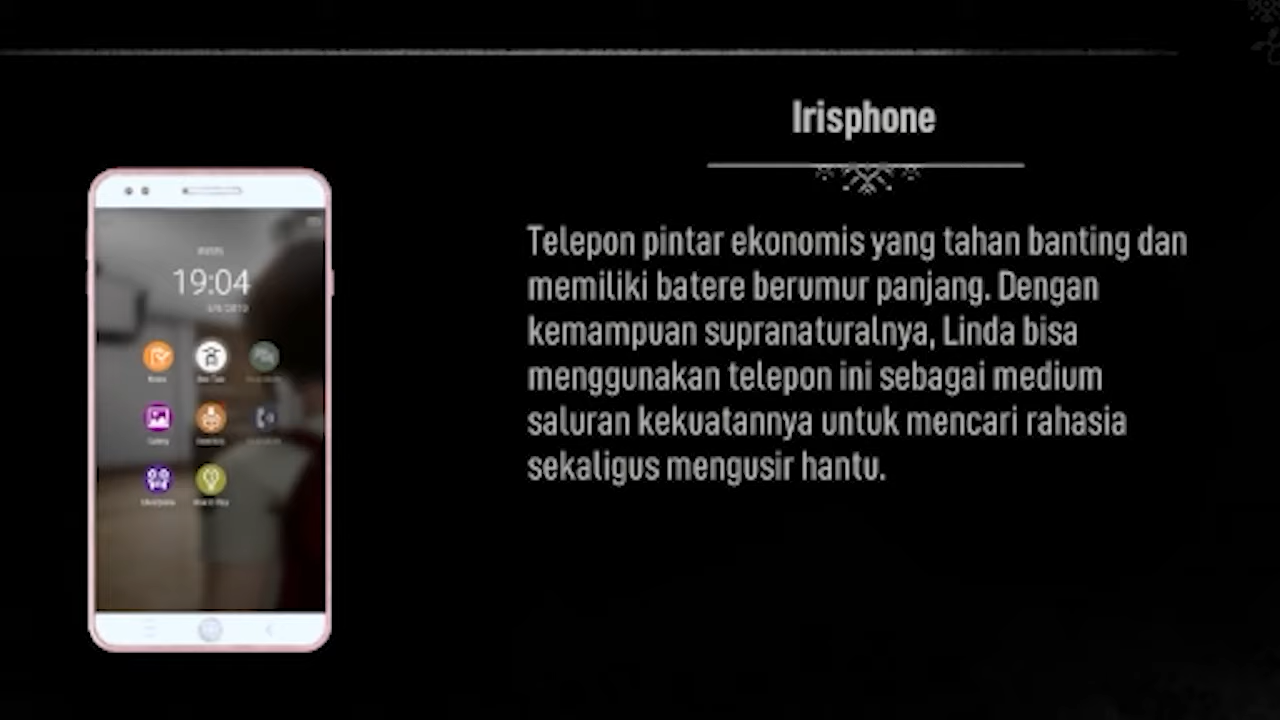 Irisphone
Telepon pintar ekonomis yang tahan banting dan
memiliki batere berumur panjang. Dengan
kemampuan supranaturalnya, Linda bisa
menggunakan telepon ini sebagai medium
saluran kekuatannya untuk mencari rahasia
sekaligus mengusir hantu.
19:04